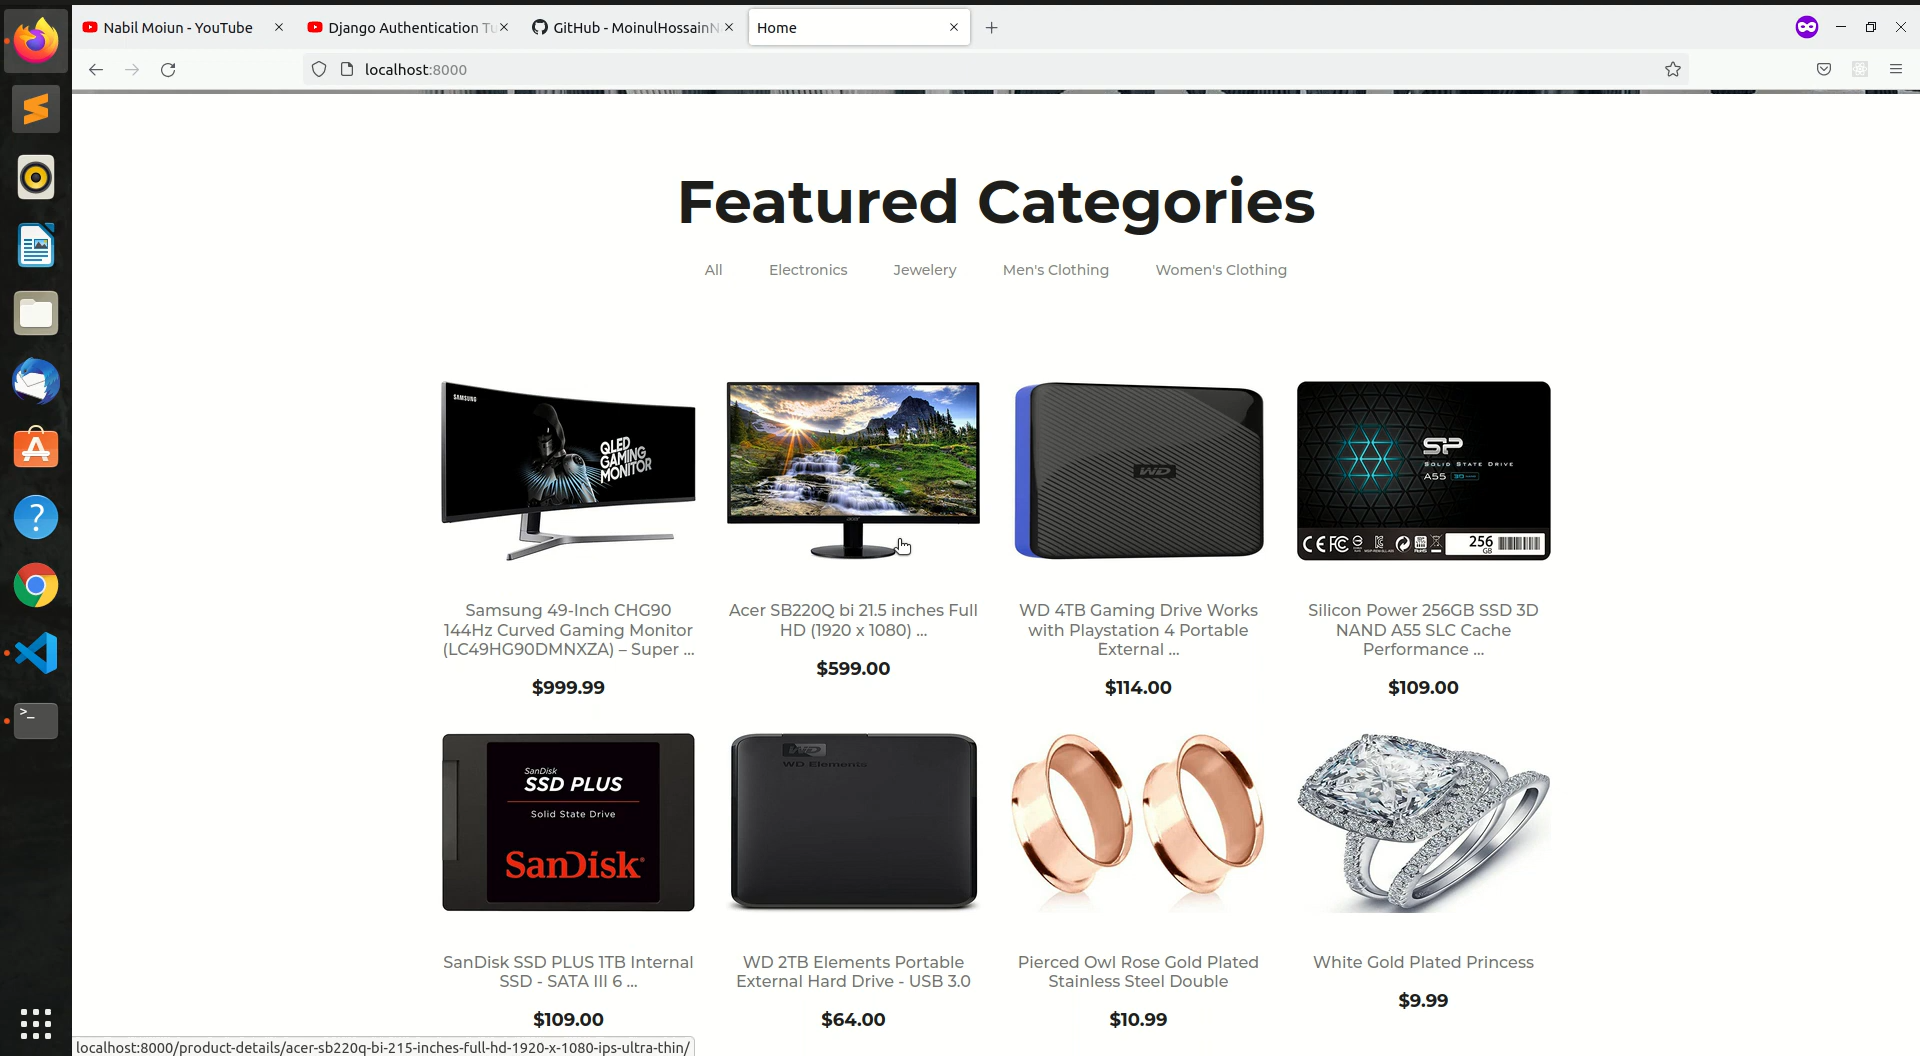 Nabil Moiun - YouTube
Django Authentication Tu
GitHub - MoinulHossainN
Home
localhost:8000
Featured Categories
All
Electronics
Jewelery
Men's Clothing
Women's Clothing
SAMSUNG
QLED
GAMING
MONITOR
acer
WD
SP
SOLID STATE DRIVE
A55 3D
CE FC
256
GB
Samsung 49-Inch CHG90
144Hz Curved Gaming Monitor
(LC49HG90DMNXZA) – Super ...
$999.99
Acer SB220Q bi 21.5 inches Full
HD (1920 x 1080) ...
$599.00
WD 4TB Gaming Drive Works
with Playstation 4 Portable
External ...
$114.00
Silicon Power 256GB SSD 3D
NAND A55 SLC Cache
Performance ...
$109.00
SanDisk
SSD PLUS
Solid State Drive
SanDisk
WD
WD Elements
SanDisk SSD PLUS 1TB Internal
SSD - SATA III 6 ...
$109.00
WD 2TB Elements Portable
External Hard Drive - USB 3.0
$64.00
Pierced Owl Rose Gold Plated
Stainless Steel Double
$10.99
White Gold Plated Princess
$9.99
localhost:8000/product-details/acer-sb220q-bi-215-inches-full-hd-1920-x-1080-ips-ultra-thin/